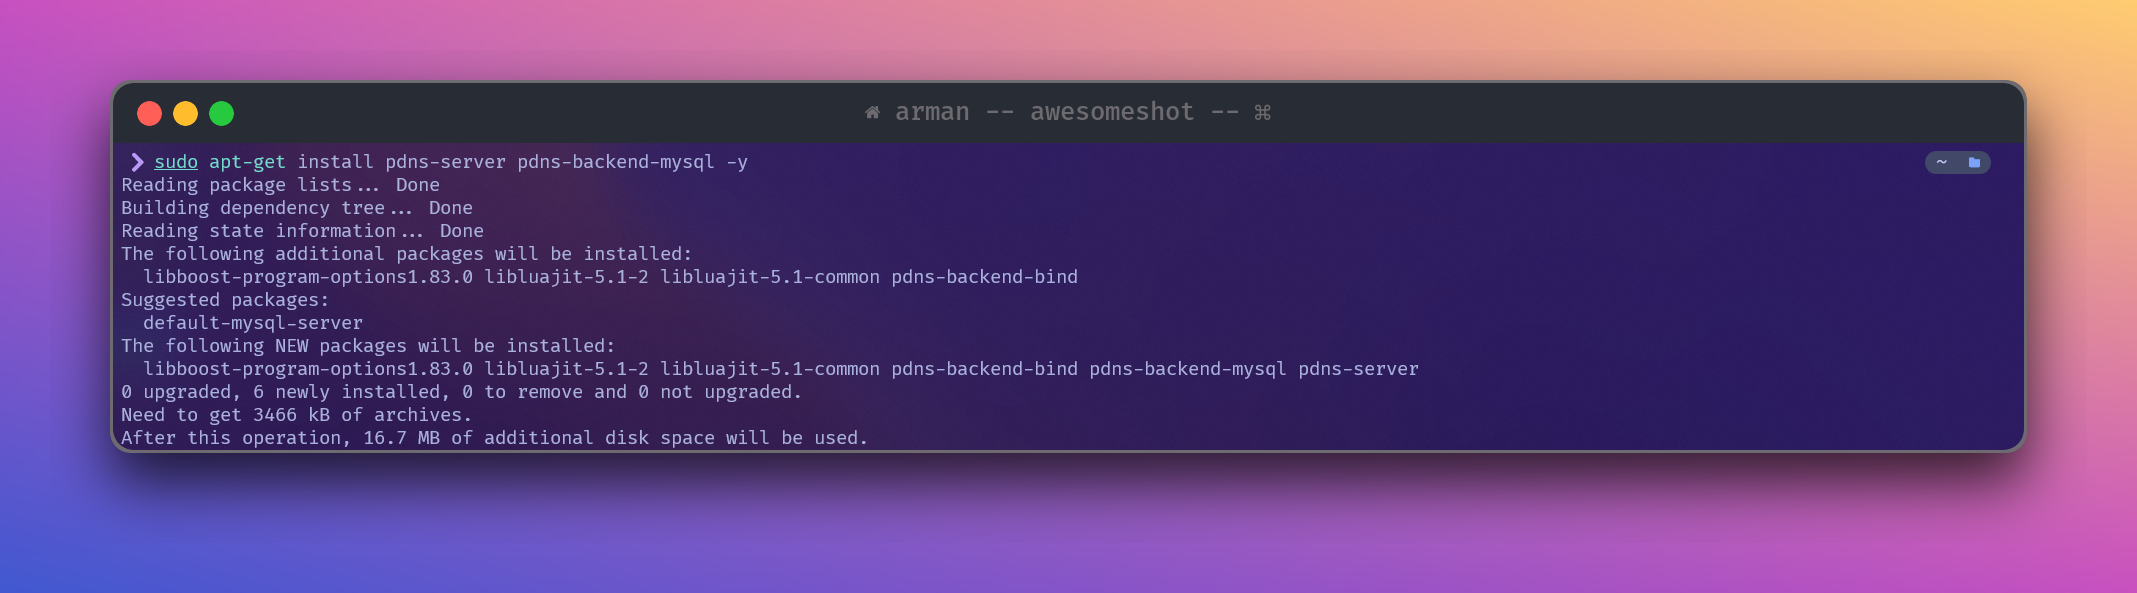 arman -- awesomeshot -- ⌘
❯ sudo apt-get install pdns-server pdns-backend-mysql -y ~
Reading package lists... Done
Building dependency tree... Done
Reading state information... Done
The following additional packages will be installed:
  libboost-program-options1.83.0 libluajit-5.1-2 libluajit-5.1-common pdns-backend-bind
Suggested packages:
  default-mysql-server
The following NEW packages will be installed:
  libboost-program-options1.83.0 libluajit-5.1-2 libluajit-5.1-common pdns-backend-bind pdns-backend-mysql pdns-server
0 upgraded, 6 newly installed, 0 to remove and 0 not upgraded.
Need to get 3466 kB of archives.
After this operation, 16.7 MB of additional disk space will be used.